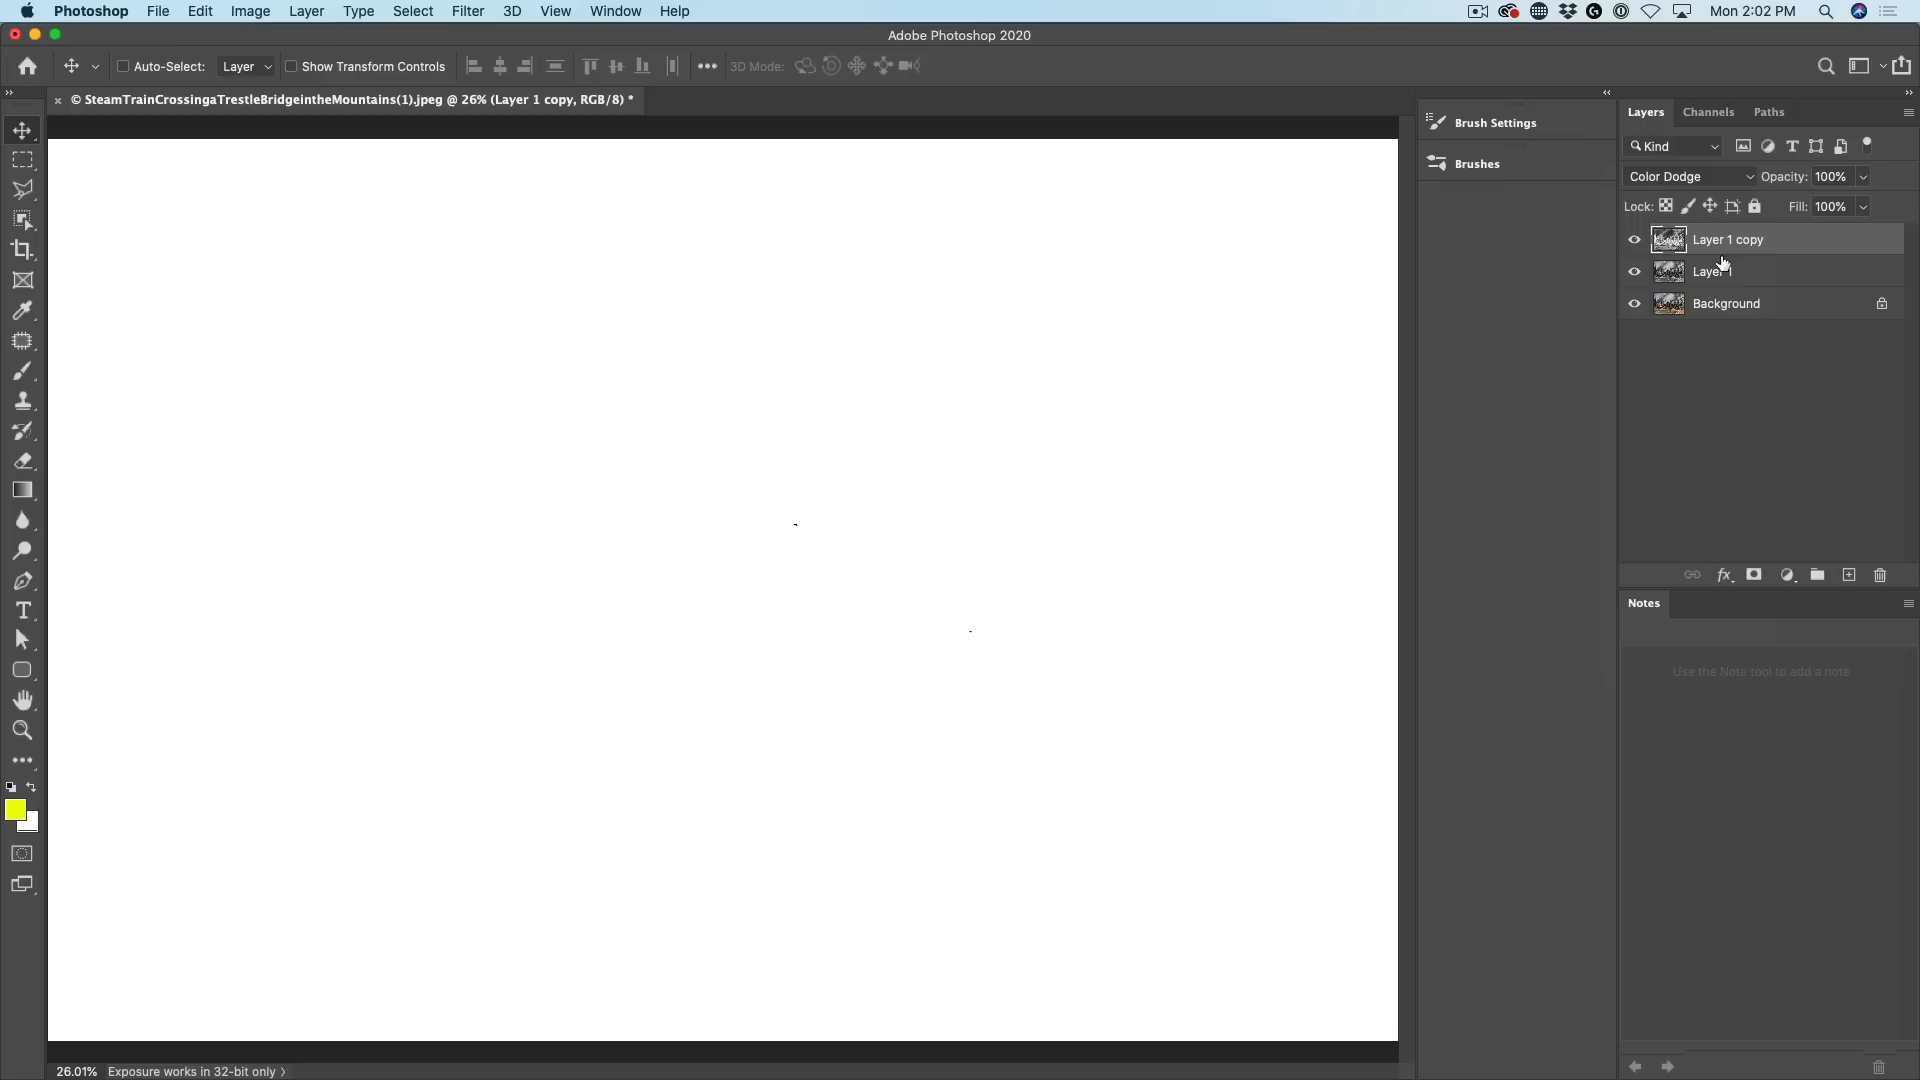 Photoshop File Edit Image Layer Type Select Filter 3D View Window Help Mon 2:02 PM
Adobe Photoshop 2020
Auto-Select: Layer Show Transform Controls 3D Mode:
© SteamTrainCrossingaTrestleBridgeintheMountains(1).jpeg @ 26% (Layer 1 copy, RGB/8) *
Brush Settings
Brushes
Layers Channels Paths
Kind
Color Dodge Opacity: 100%
Lock: Fill: 100%
Layer 1 copy
Layer 1
Background
Notes
Use the Note tool to add a note
26.01% Exposure works in 32-bit only